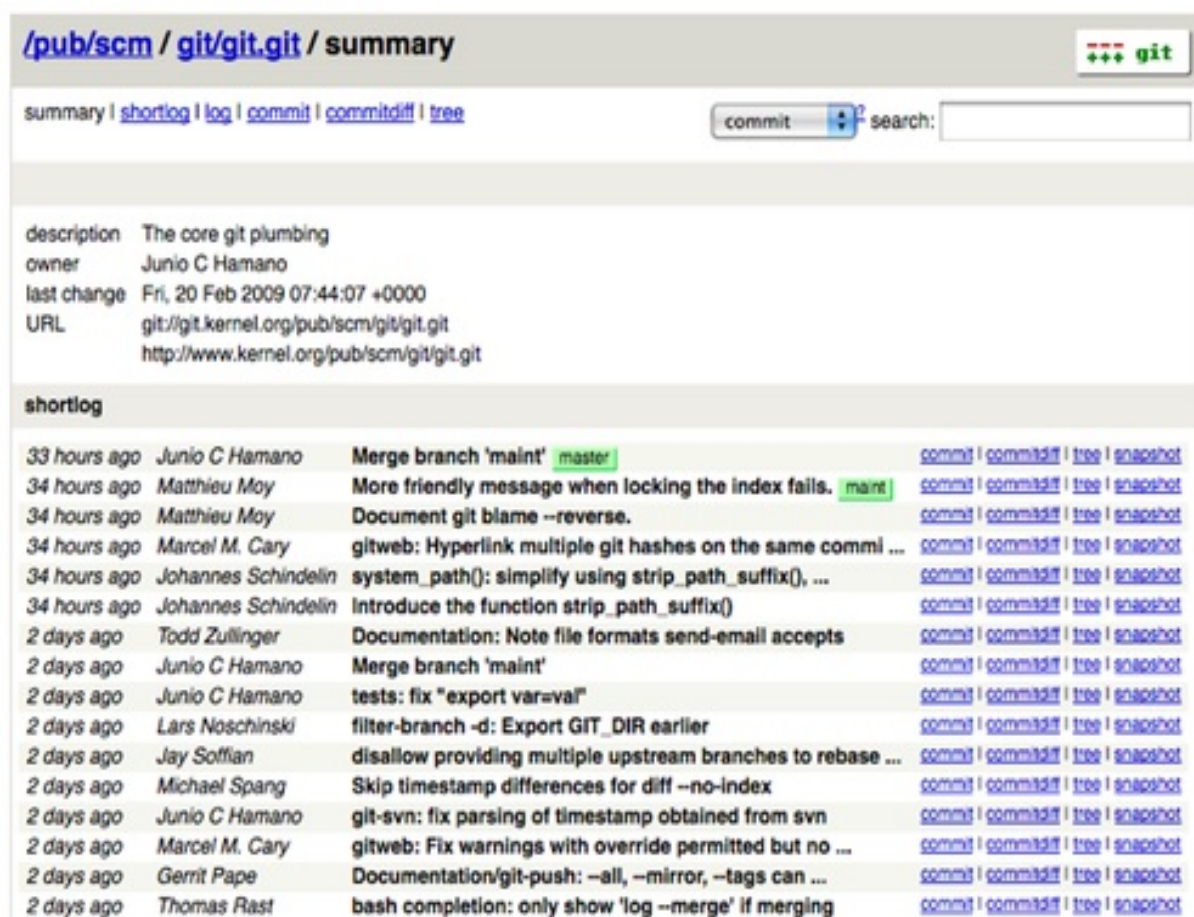 /pub/scm / git/git.git / summary
git
summary | shortlog | log | commit | commitdiff | tree
commit ? search:
description The core git plumbing
owner Junio C Hamano
last change Fri, 20 Feb 2009 07:44:07 +0000
URL git://git.kernel.org/pub/scm/git/git.git
http://www.kernel.org/pub/scm/git/git.git
shortlog
33 hours ago Junio C Hamano Merge branch 'maint' master commit | commitdiff | tree | snapshot
34 hours ago Matthieu Moy More friendly message when locking the index fails. maint commit | commitdiff | tree | snapshot
34 hours ago Matthieu Moy Document git blame --reverse. commit | commitdiff | tree | snapshot
34 hours ago Marcel M. Cary gitweb: Hyperlink multiple git hashes on the same commi ... commit | commitdiff | tree | snapshot
34 hours ago Johannes Schindelin system_path(): simplify using strip_path_suffix(), ... commit | commitdiff | tree | snapshot
34 hours ago Johannes Schindelin Introduce the function strip_path_suffix() commit | commitdiff | tree | snapshot
2 days ago Todd Zullinger Documentation: Note file formats send-email accepts commit | commitdiff | tree | snapshot
2 days ago Junio C Hamano Merge branch 'maint' commit | commitdiff | tree | snapshot
2 days ago Junio C Hamano tests: fix "export var=val" commit | commitdiff | tree | snapshot
2 days ago Lars Noschinski filter-branch -d: Export GIT_DIR earlier commit | commitdiff | tree | snapshot
2 days ago Jay Soffian disallow providing multiple upstream branches to rebase ... commit | commitdiff | tree | snapshot
2 days ago Michael Spang Skip timestamp differences for diff --no-index commit | commitdiff | tree | snapshot
2 days ago Junio C Hamano git-svn: fix parsing of timestamp obtained from svn commit | commitdiff | tree | snapshot
2 days ago Marcel M. Cary gitweb: Fix warnings with override permitted but no ... commit | commitdiff | tree | snapshot
2 days ago Gerrit Pape Documentation/git-push: --all, --mirror, --tags can ... commit | commitdiff | tree | snapshot
2 days ago Thomas Rast bash completion: only show 'log --merge' if merging commit | commitdiff | tree | snapshot